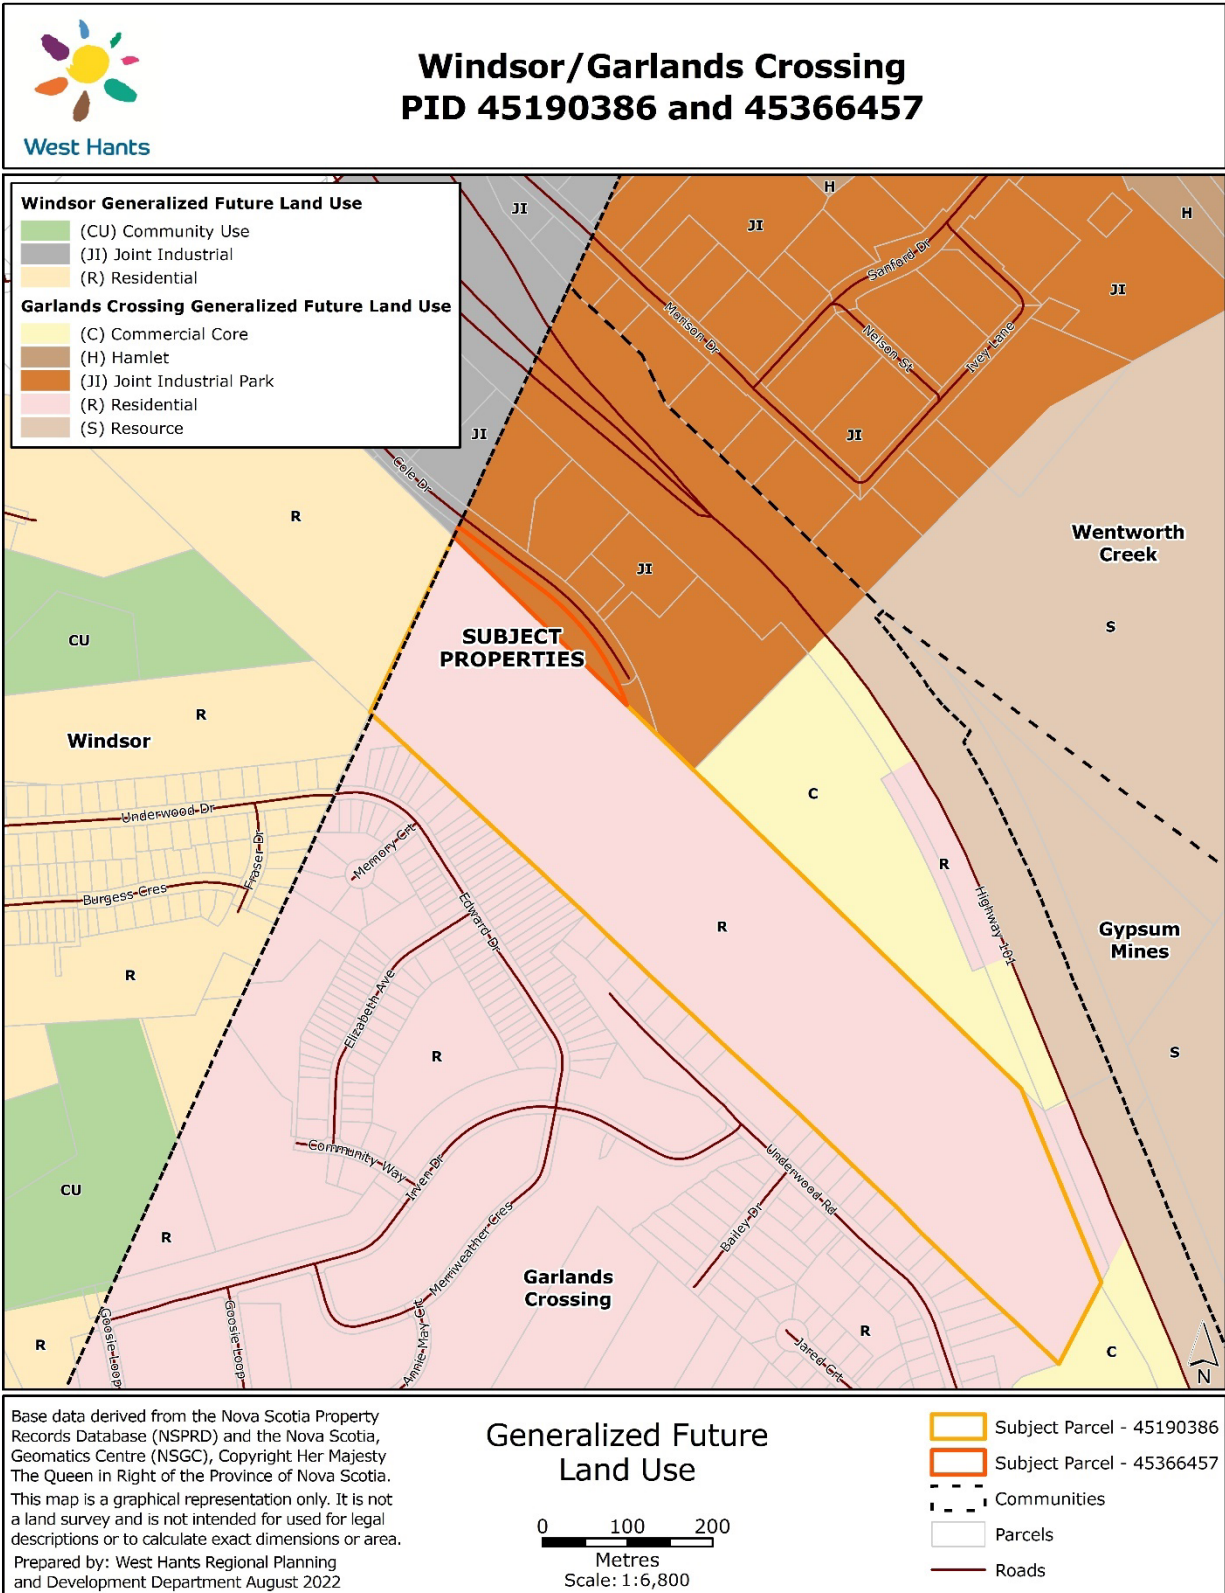 West Hants
Windsor/Garlands Crossing
PID 45190386 and 45366457
Windsor Generalized Future Land Use
(CU) Community Use
(JI) Joint Industrial
(R) Residential
Garlands Crossing Generalized Future Land Use
(C) Commercial Core
(H) Hamlet
(JI) Joint Industrial Park
(R) Residential
(S) Resource
JI
H
JI
H
JI
Sanford Dr
Morison Dr
Nelson St
Ivey Lane
JI
JI
Cole Dr
R
Wentworth
Creek
JI
S
CU
SUBJECT
PROPERTIES
R
Windsor
C
Underwood Dr
Memory Crt
Fraser Dr
R
Burgess Cres
Edward Dr
Highway 101
R
Gypsum
Mines
R
Elizabeth Ave
R
S
Community Way
Irven Dr
Underwood Rd
CU
Bailey Dr
R
Merriweather Cres
Garlands
Crossing
Goosie Loop
Goosie Loop
Annie May Ct
R
R
Jared Crt
C
N
Base data derived from the Nova Scotia Property
Records Database (NSPRD) and the Nova Scotia,
Geomatics Centre (NSGC), Copyright Her Majesty
The Queen in Right of the Province of Nova Scotia.
This map is a graphical representation only. It is not
a land survey and is not intended for used for legal
descriptions or to calculate exact dimensions or area.
Prepared by: West Hants Regional Planning
and Development Department August 2022
Generalized Future
Land Use
0 100 200
Metres
Scale: 1:6,800
Subject Parcel - 45190386
Subject Parcel - 45366457
Communities
Parcels
Roads